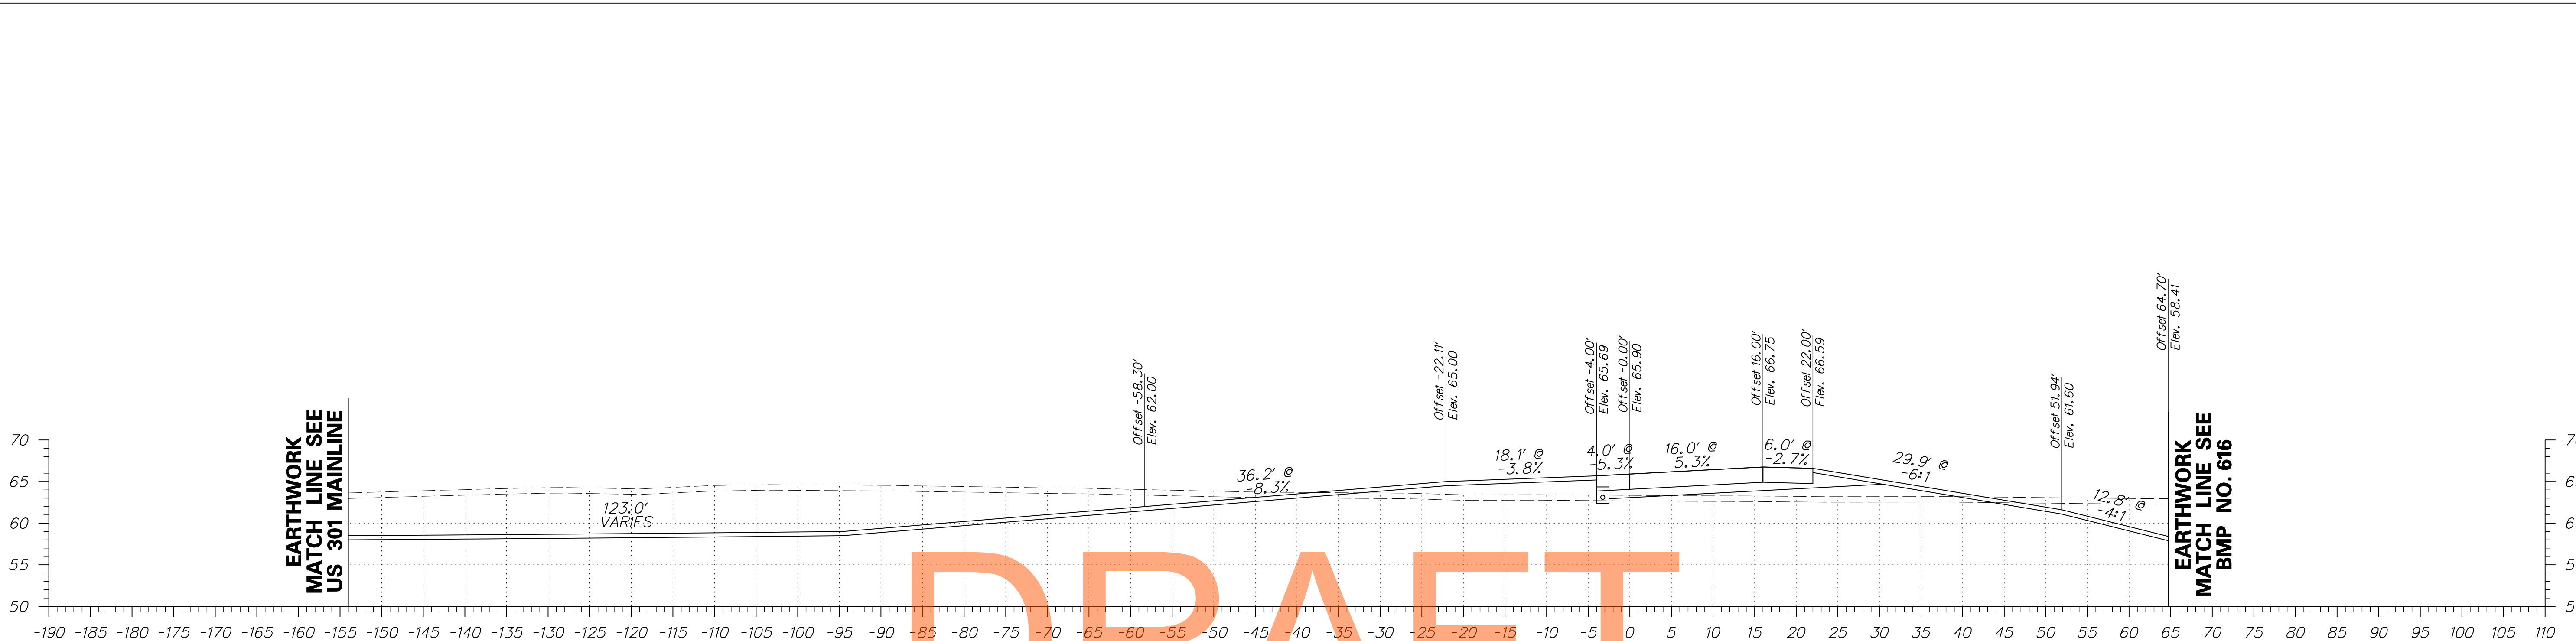 Offset 64.70'
Elev. 58.41
Offset -58.30'
Elev. 62.00
Offset -22.11'
Elev. 65.00
Offset -4.00'
Elev. 65.69
Offset -0.00'
Elev. 65.90
Offset 16.00'
Elev. 66.75
Offset 22.00'
Elev. 66.59
Offset 51.94'
Elev. 61.60
EARTHWORK
MATCH LINE SEE
US 301 MAINLINE
123.0'
VARIES
36.2' @
-8.3%
18.1' @
-3.8%
4.0' @
-5.3%
16.0' @
5.3%
6.0' @
-2.7%
29.9' @
-6:1
12.8' @
-4:1
EARTHWORK
MATCH LINE SEE
BMP NO. 616
70
65
60
55
50
DRAFT
-190 -185 -180 -175 -170 -165 -160 -155 -150 -145 -140 -135 -130 -125 -120 -115 -110 -105 -100 -95 -90 -85 -80 -75 -70 -65 -60 -55 -50 -45 -40 -35 -30 -25 -20 -15 -10 -5 0 5 10 15 20 25 30 35 40 45 50 55 60 65 70 75 80 85 90 95 100 105 110